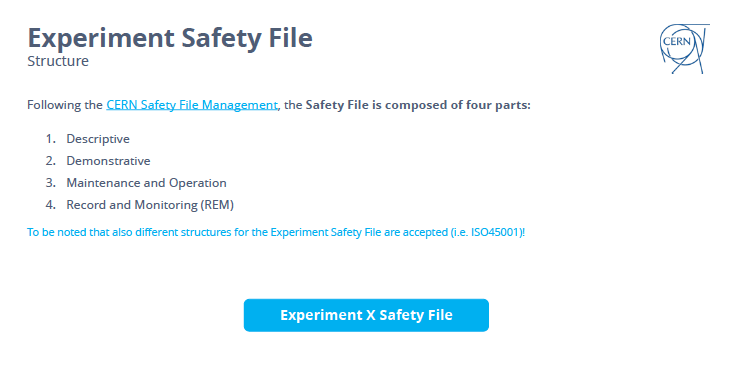 Experiment Safety File
Structure
CERN
Following the CERN Safety File Management, the Safety File is composed of four parts:
1. Descriptive
2. Demonstrative
3. Maintenance and Operation
4. Record and Monitoring (REM)
To be noted that also different structures for the Experiment Safety File are accepted (i.e. ISO45001)!
Experiment X Safety File